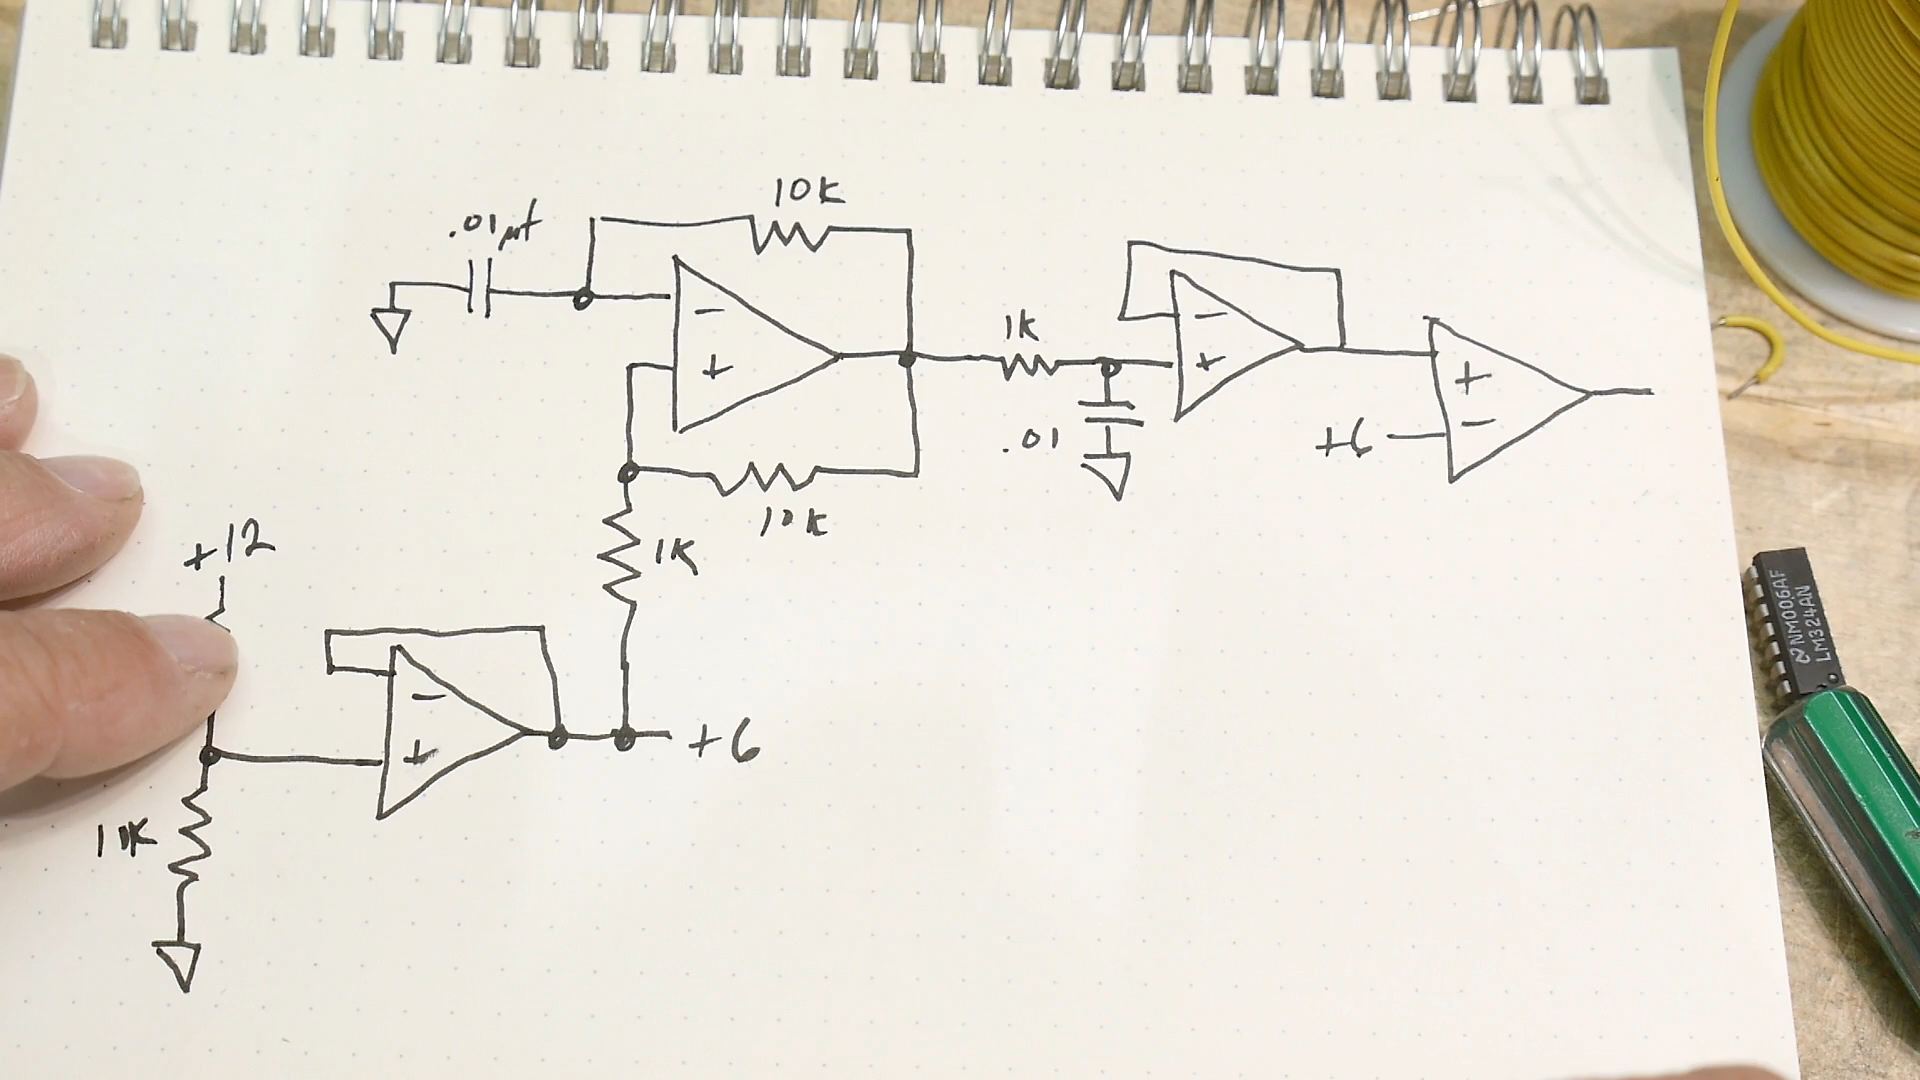 10K
.01μf
−
+
1K
−
+
.01
+
−
+6
10K
1K
+12
−
+
+6
10K
NM006AF
LM324AN